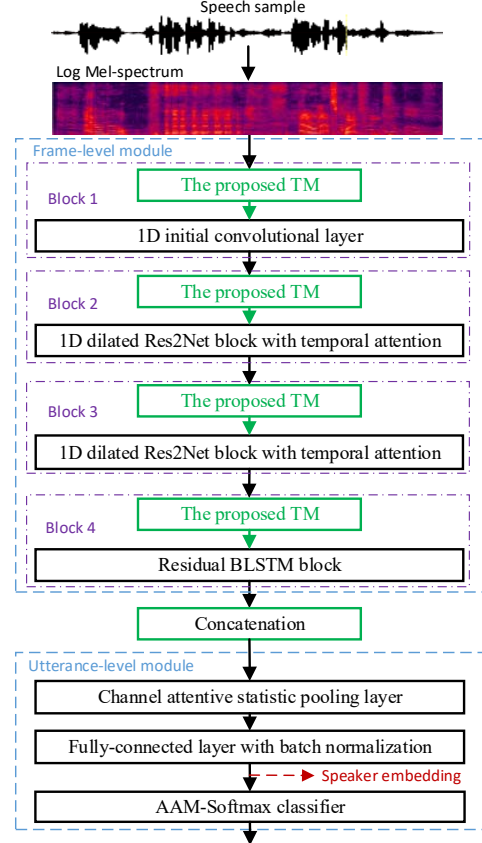 Speech sample
Log Mel-spectrum
Frame-level module
The proposed TM
Block 1
1D initial convolutional layer
The proposed TM
Block 2
1D dilated Res2Net block with temporal attention
The proposed TM
Block 3
1D dilated Res2Net block with temporal attention
The proposed TM
Block 4
Residual BLSTM block
Concatenation
Utterance-level module
Channel attentive statistic pooling layer
Fully-connected layer with batch normalization
Speaker embedding
AAM-Softmax classifier